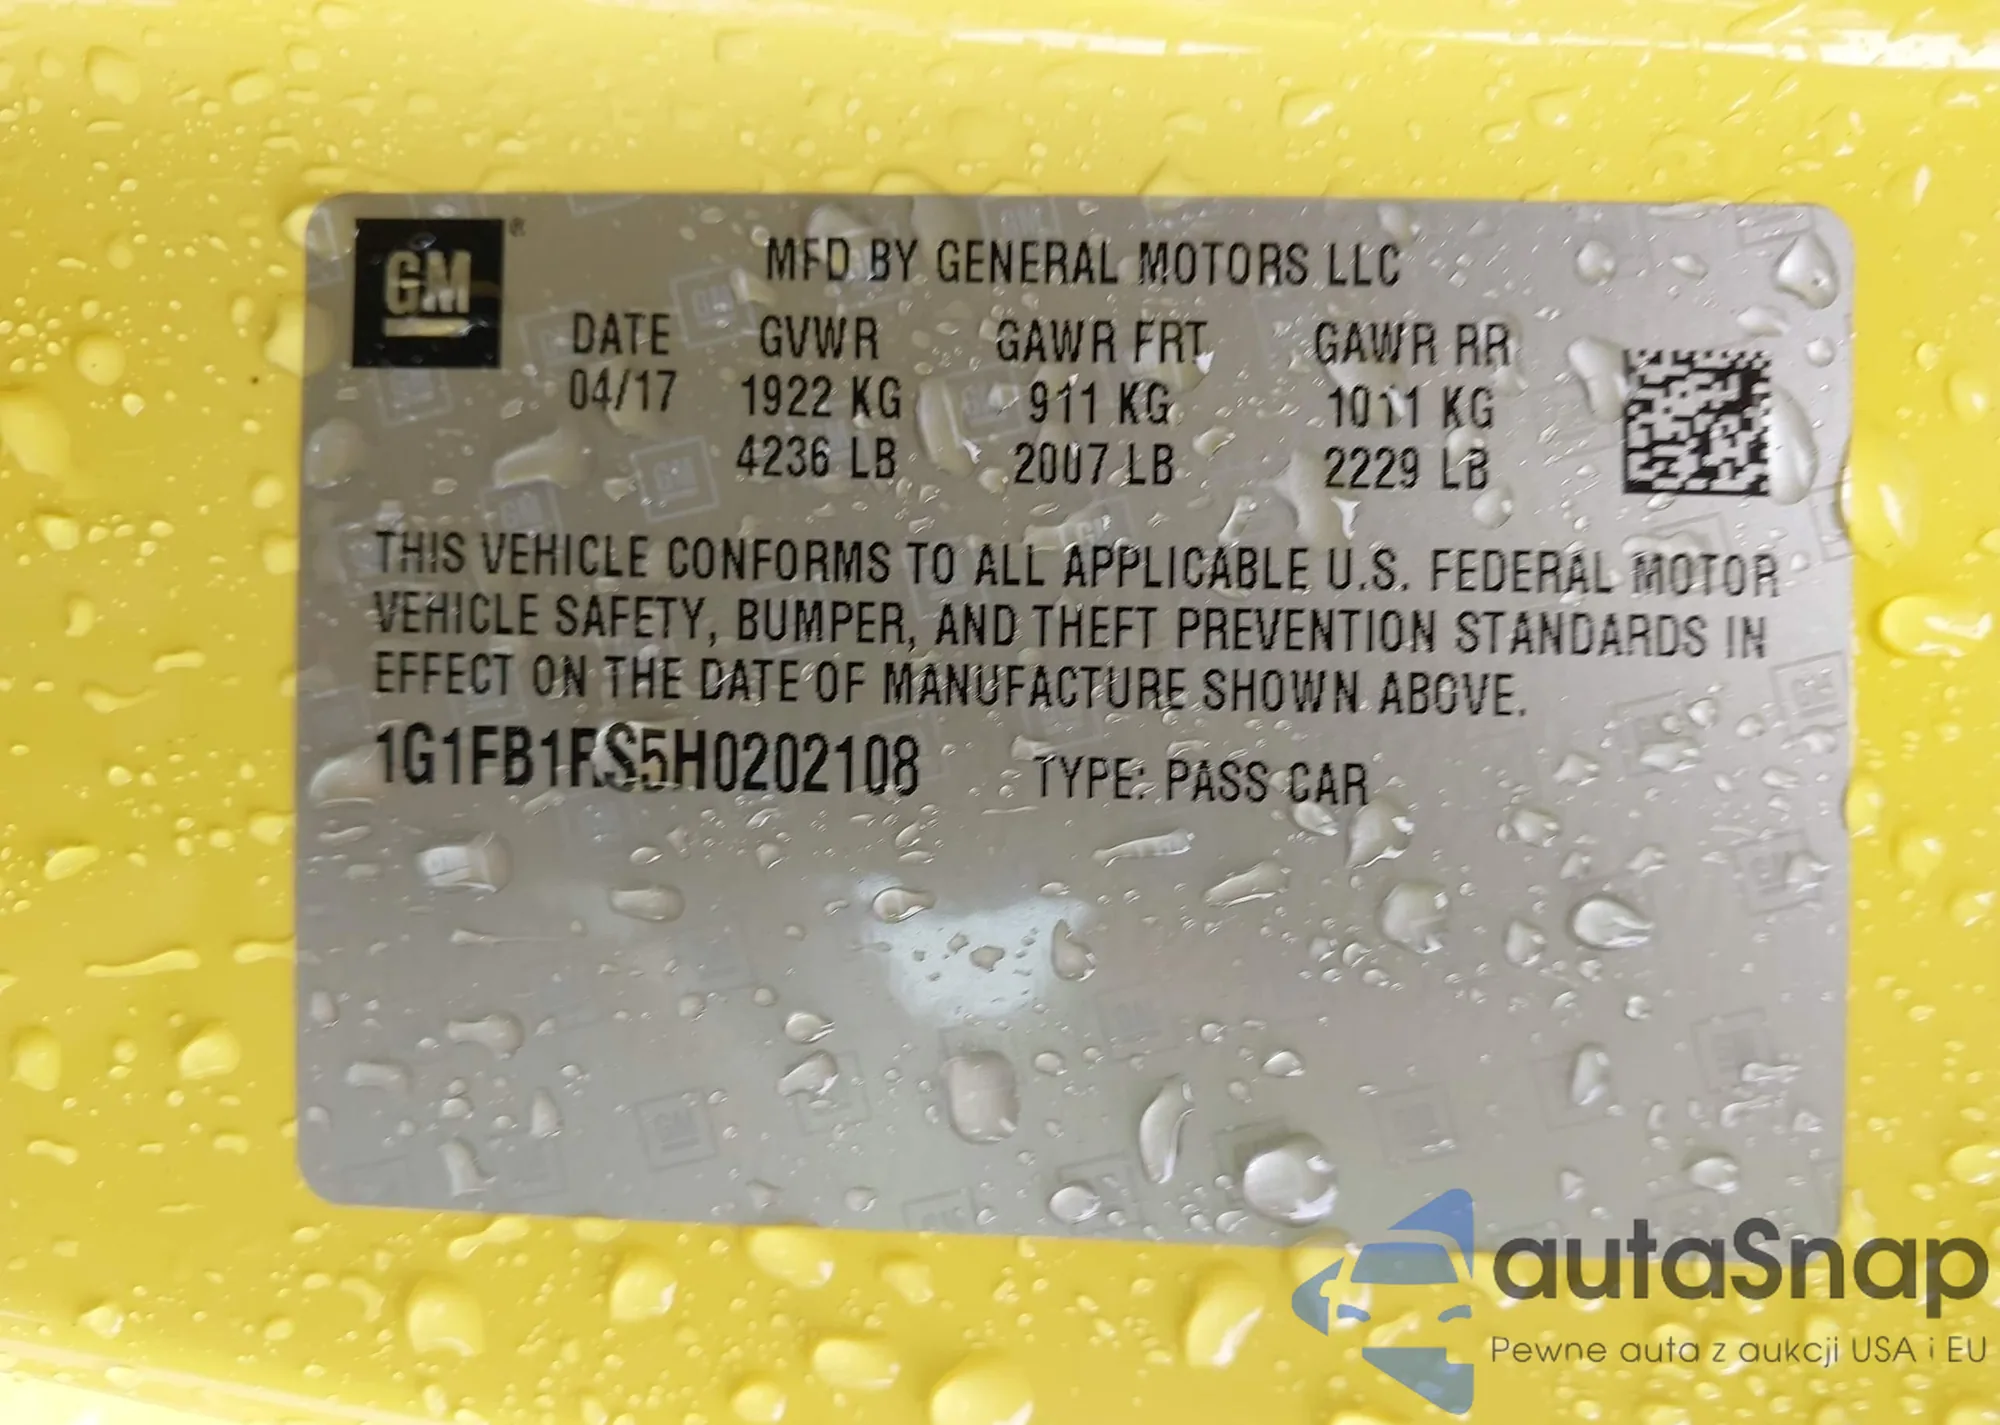 GM®
MFD BY GENERAL MOTORS LLC
DATE GVWR GAWR FRT GAWR RR
04/17 1922 KG 911 KG 1011 KG
4236 LB 2007 LB 2229 LB
THIS VEHICLE CONFORMS TO ALL APPLICABLE U.S. FEDERAL MOTOR
VEHICLE SAFETY, BUMPER, AND THEFT PREVENTION STANDARDS IN
EFFECT ON THE DATE OF MANUFACTURE SHOWN ABOVE.
1G1FB1RS5H0202108 TYPE: PASS CAR
autaSnap
Pewne auta z aukcji USA i EU